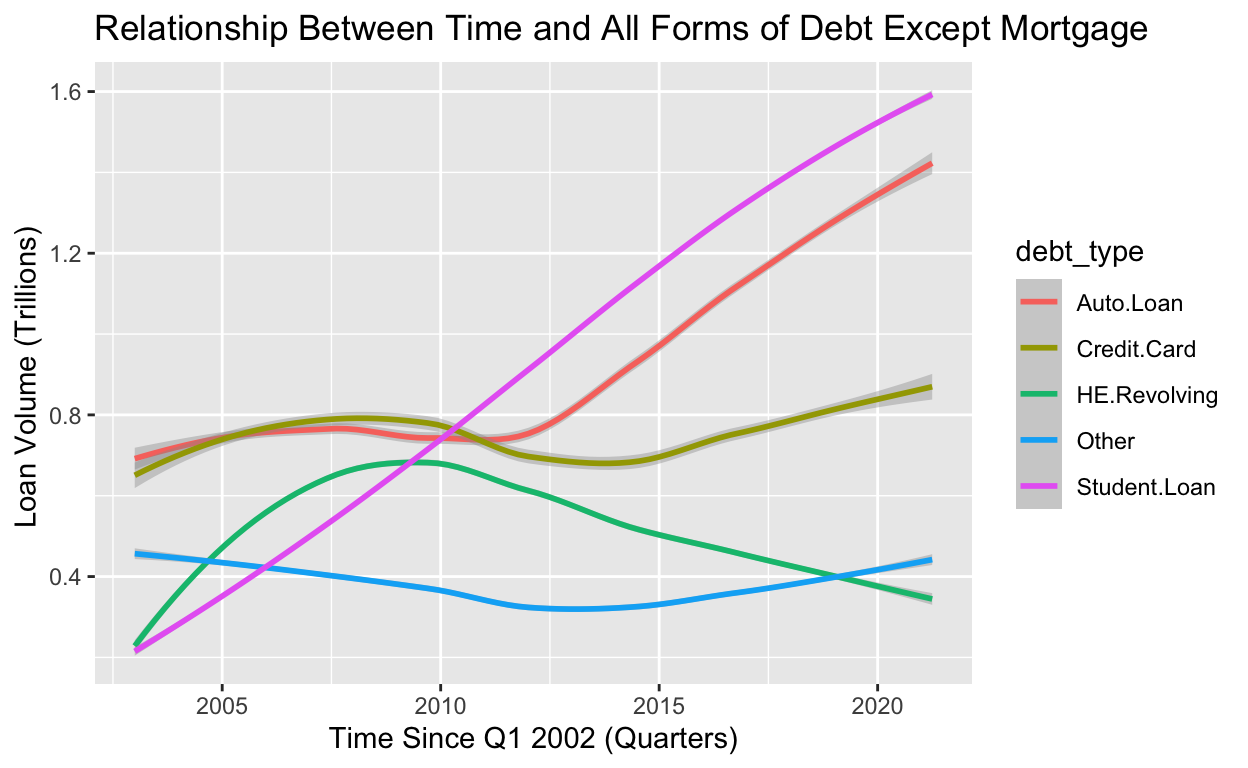 Relationship Between Time and All Forms of Debt Except Mortgage
1.6
1.2
0.8
0.4
Loan Volume (Trillions)
2005
2010
2015
2020
Time Since Q1 2002 (Quarters)
debt_type
Auto.Loan
Credit.Card
HE.Revolving
Other
Student.Loan